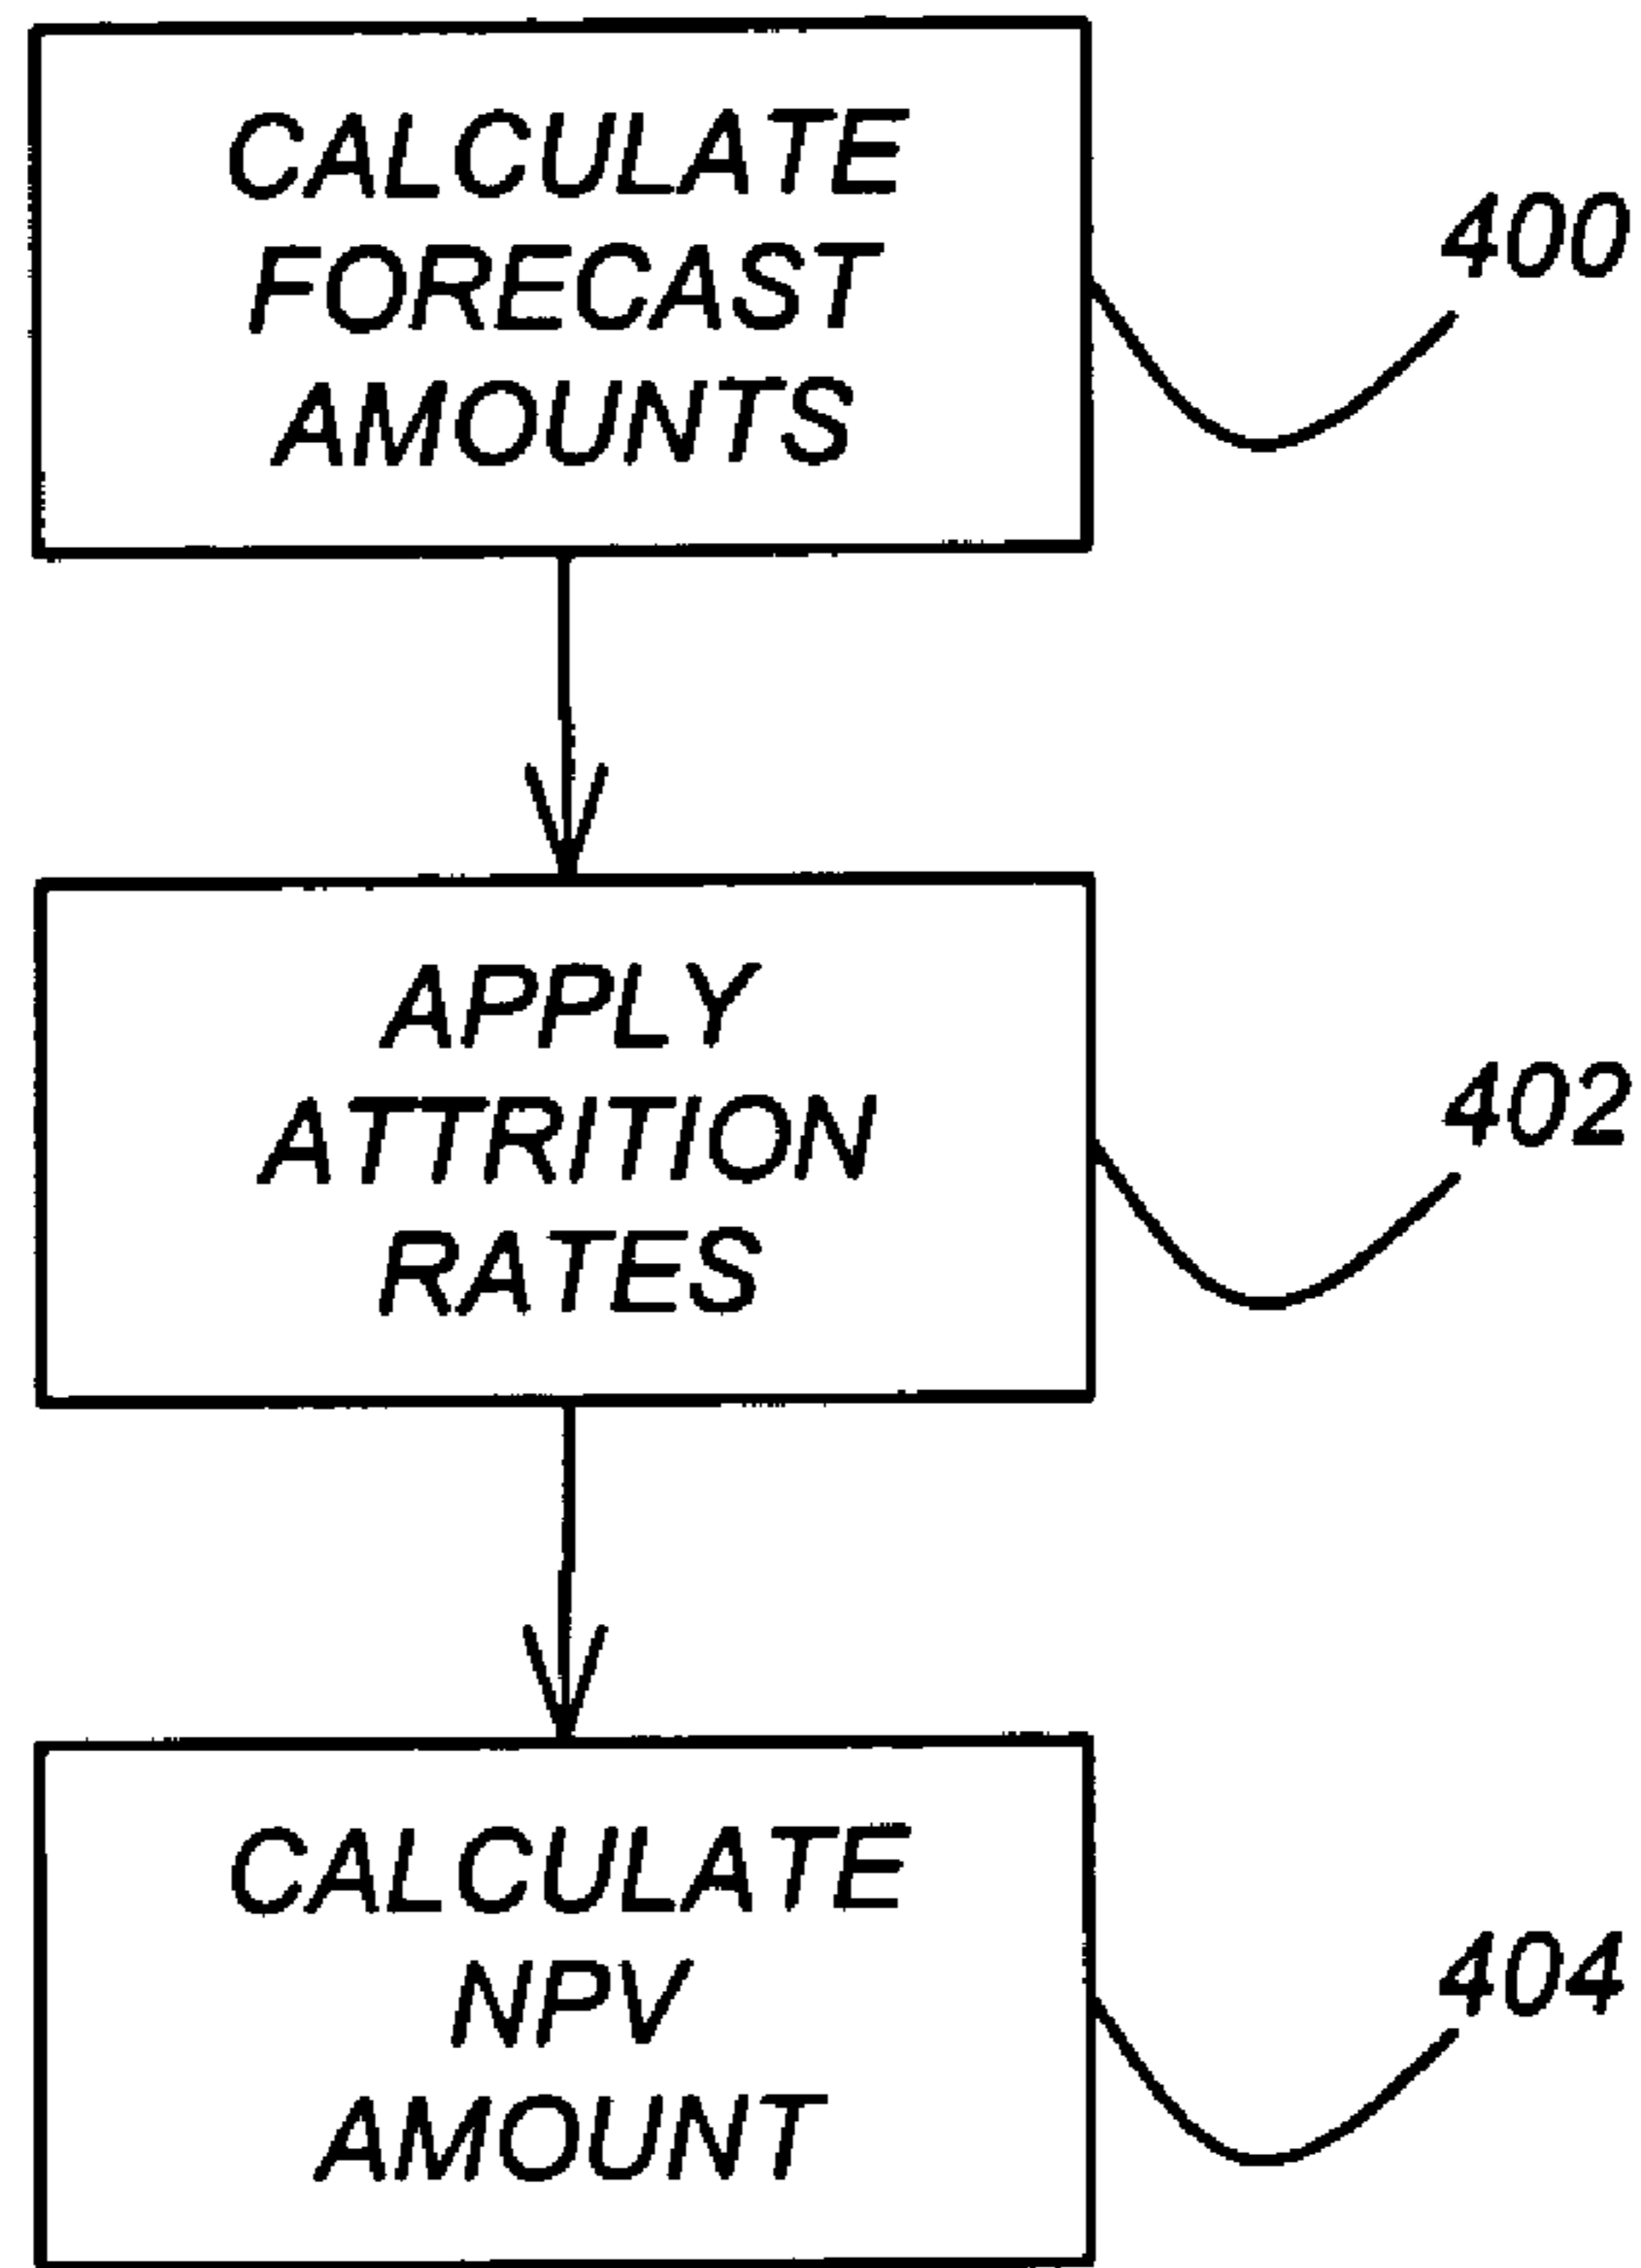 CALCULATE
FORECAST
AMOUNTS
400
APPLY
ATTRITION
RATES
402
CALCULATE
NPV
AMOUNT
404